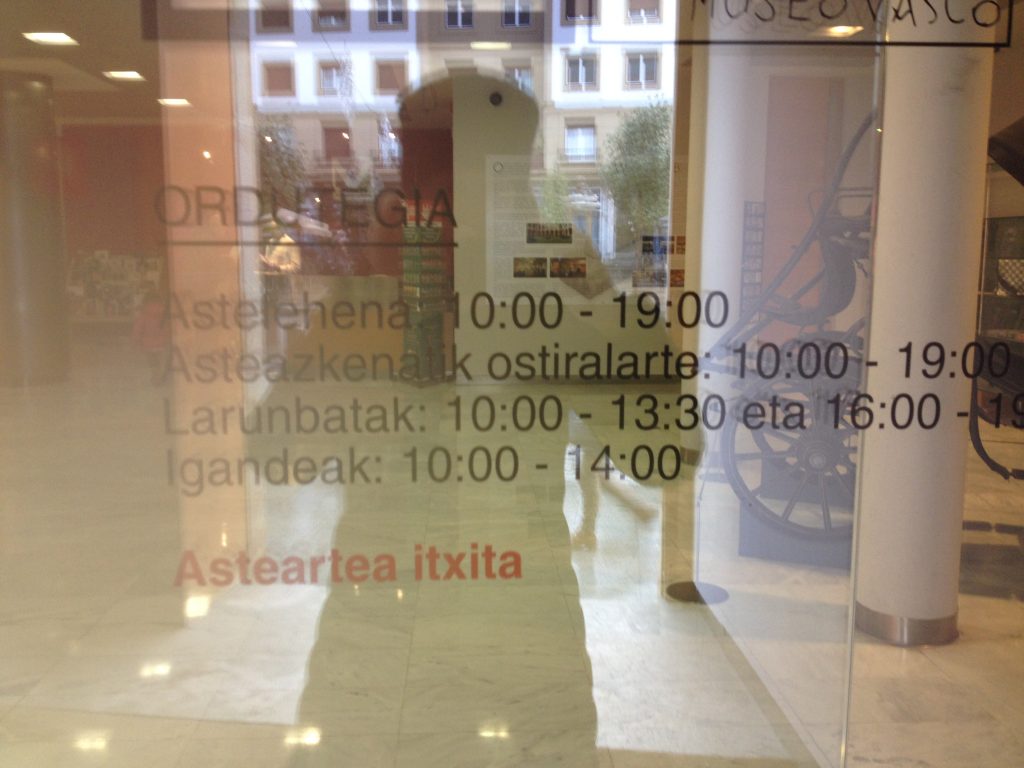 MUSEO VASCO
ORDUTEGIA
Astelehena: 10:00 - 19:00
Asteazkenatik ostiralarte: 10:00 - 19:00
Larunbatak: 10:00 - 13:30 eta 16:00 - 19
Igandeak: 10:00 - 14:00
Asteartea itxita